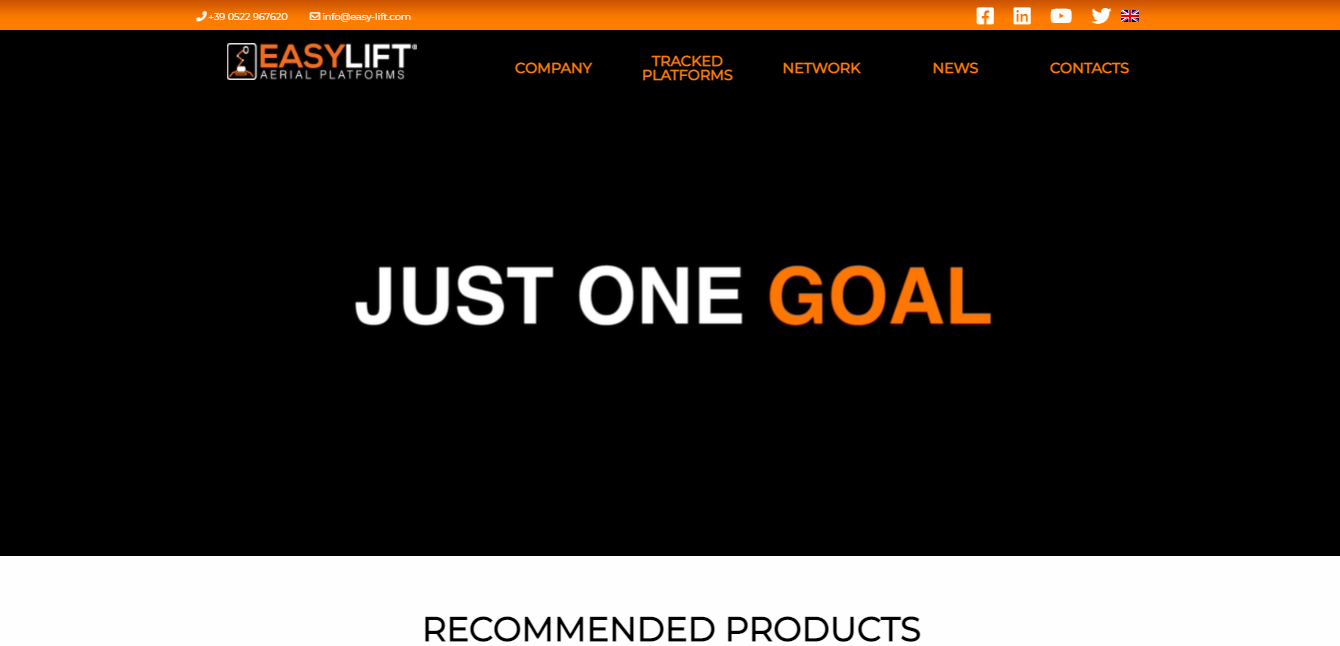 +39 0522 967620 info@easy-lift.com
EASYLIFT®
AERIAL PLATFORMS
COMPANY
TRACKED
PLATFORMS
NETWORK
NEWS
CONTACTS
JUST ONE GOAL
RECOMMENDED PRODUCTS